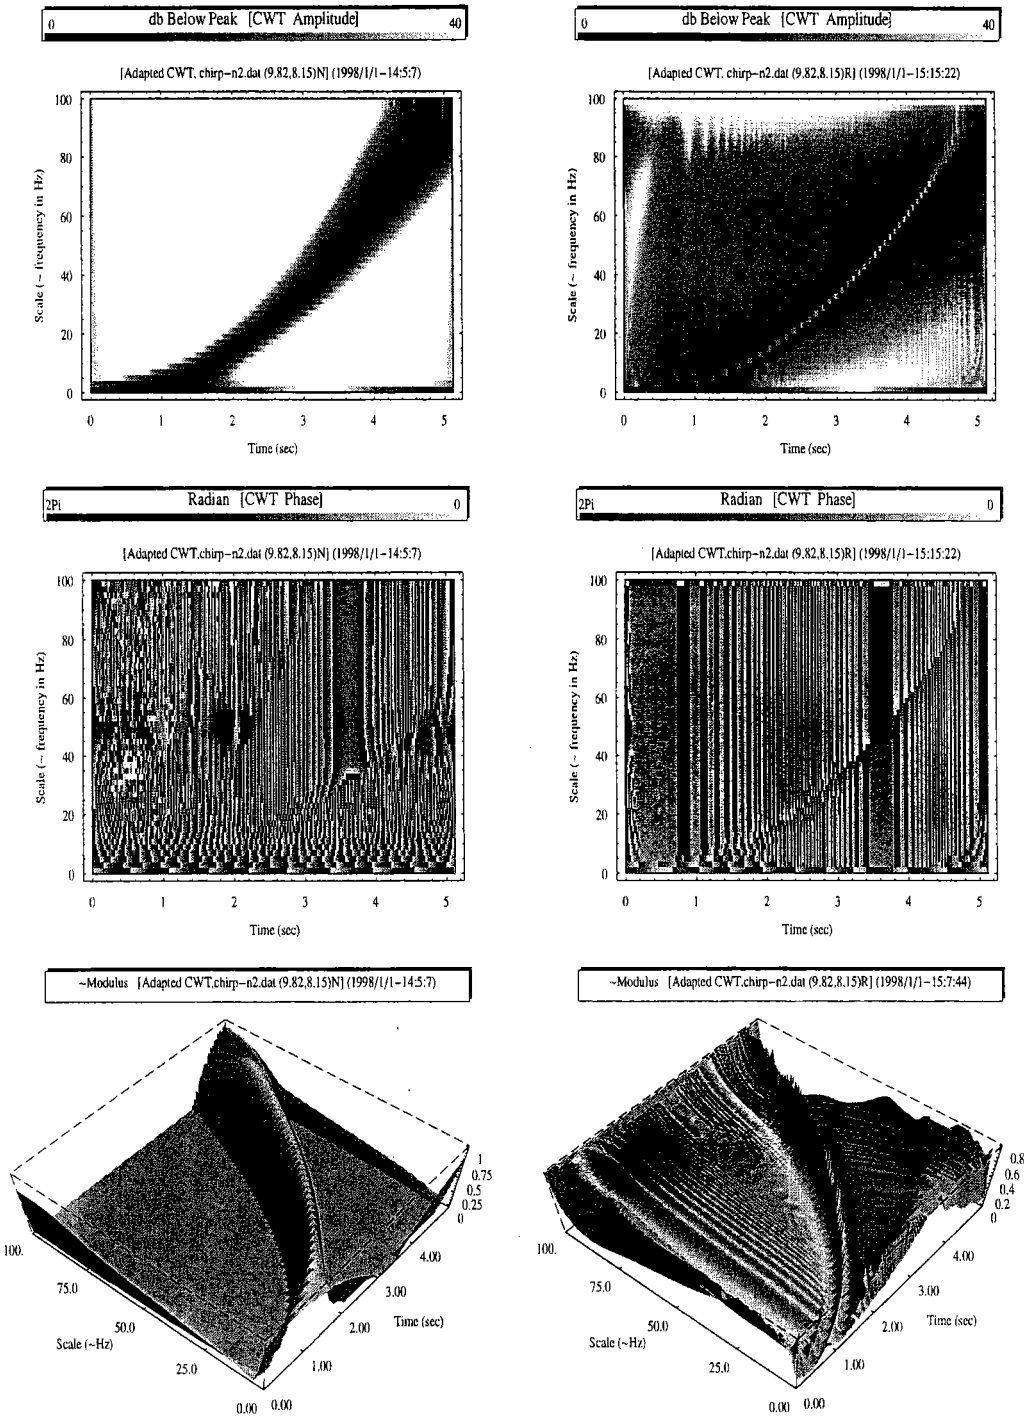 db Below Peak [CWT Amplitude]
0 40
[Adapted CWT, chirp-n2.dat (9.82,8.15)N] (1998/1/1-14:5:7)
Scale (~ frequency in Hz)
100
80
60
40
20
0
0 1 2 3 4 5
Time (sec)
db Below Peak [CWT Amplitude]
0 40
[Adapted CWT, chirp-n2.dat (9.82,8.15)R] (1998/1/1-15:15:22)
Scale (~ frequency in Hz)
100
80
60
40
20
0
0 1 2 3 4 5
Time (sec)
Radian [CWT Phase]
2Pi 0
[Adapted CWT,chirp-n2.dat (9.82,8.15)N] (1998/1/1-14:5:7)
Scale (~ frequency in Hz)
100
80
60
40
20
0
0 1 2 3 4 5
Time (sec)
Radian [CWT Phase]
2Pi 0
[Adapted CWT,chirp-n2.dat (9.82,8.15)R] (1998/1/1-15:15:22)
Scale (~ frequency in Hz)
100
80
60
40
20
0
0 1 2 3 4 5
Time (sec)
~Modulus [Adapted CWT,chirp-n2.dat (9.82,8.15)N] (1998/1/1-14:5:7)
1
0.75
0.5
0.25
0
100.
75.0
50.0
25.0
0.00
Scale (~Hz)
0.00
1.00
2.00
3.00
4.00
Time (sec)
~Modulus [Adapted CWT,chirp-n2.dat (9.82,8.15)R] (1998/1/1-15:7:44)
0.8
0.6
0.4
0.2
0
100.
75.0
50.0
25.0
0.00
Scale (~Hz)
0.00
1.00
2.00
3.00
4.00
Time (sec)